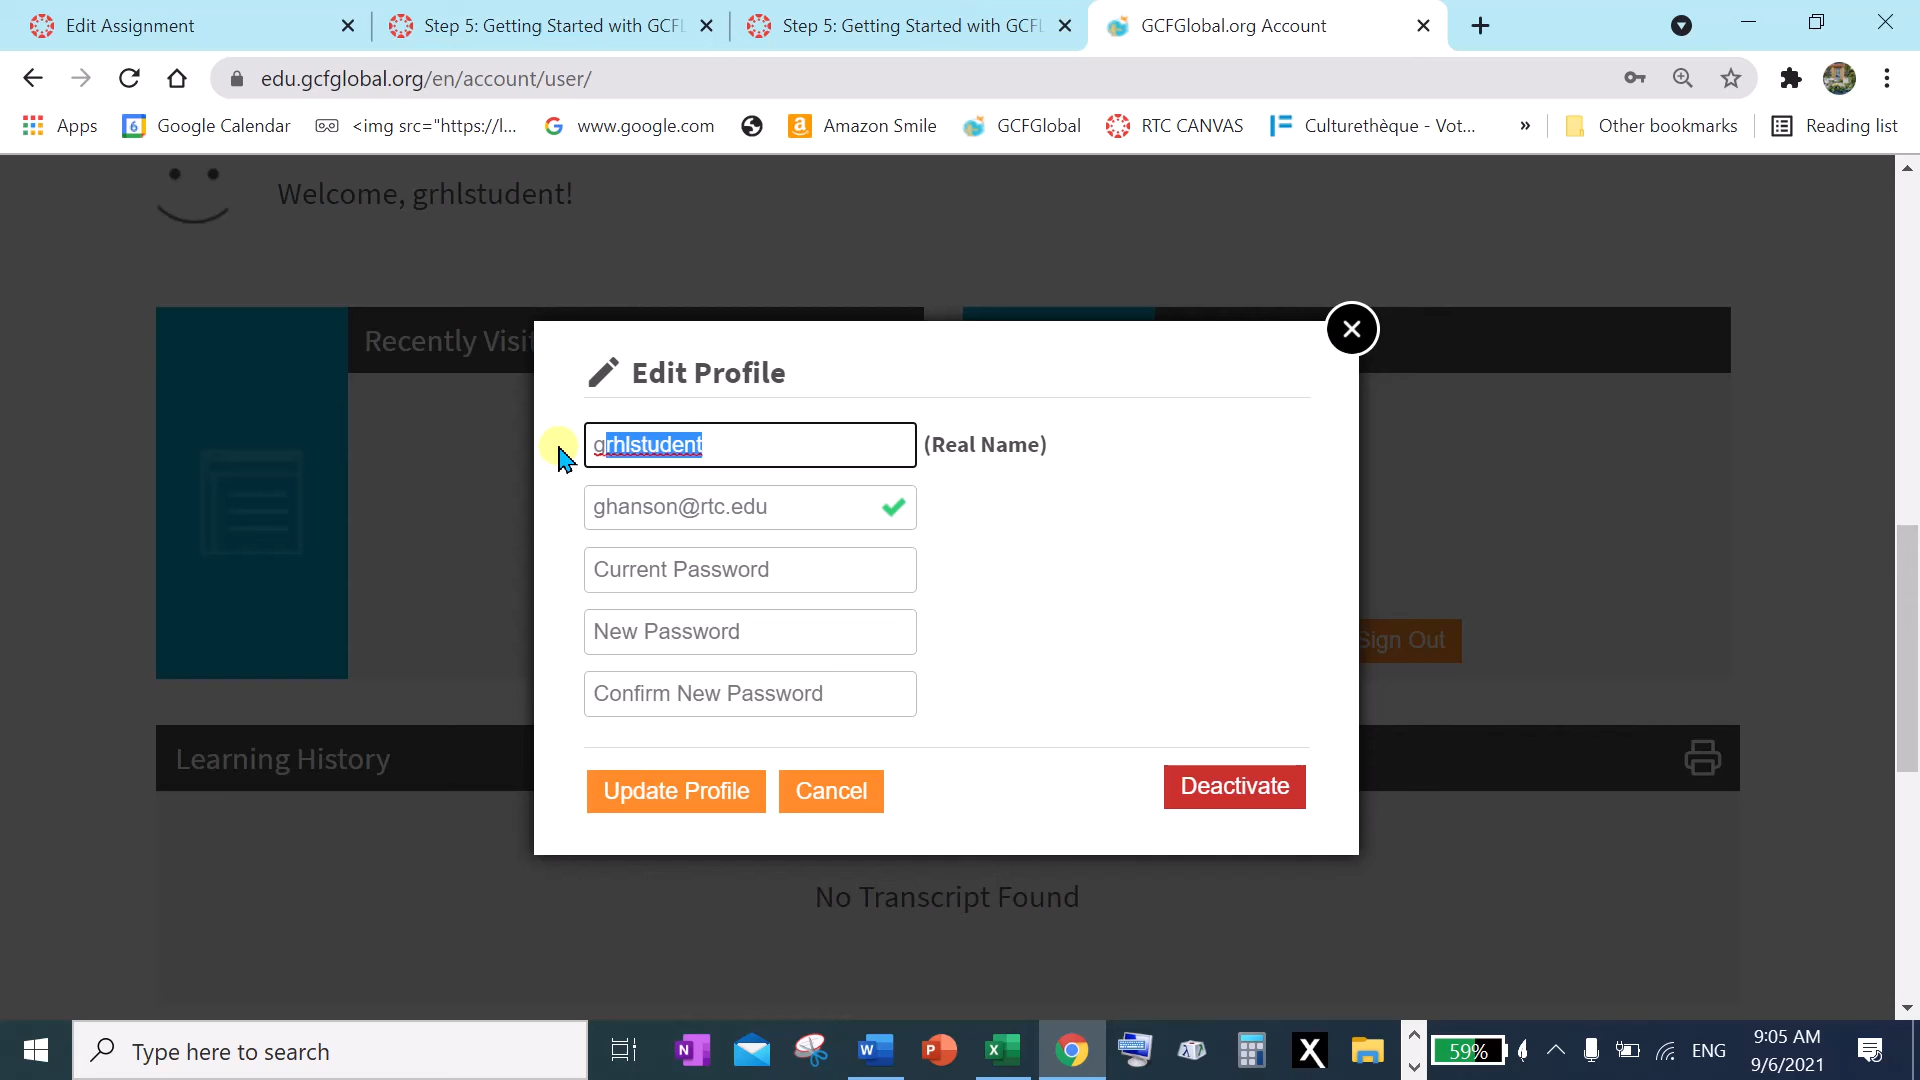 Edit Assignment
Step 5: Getting Started with GCFL
Step 5: Getting Started with GCFL
GCFGlobal.org Account
edu.gcfglobal.org/en/account/user/
Apps
6
Google Calendar
<img src="https://l...
www.google.com
Amazon Smile
GCFGlobal
RTC CANVAS
Culturethèque - Vot...
»
Other bookmarks
Reading list
Welcome, grhlstudent!
Recently Visit
Edit Profile
grhlstudent
(Real Name)
ghanson@rtc.edu
Current Password
New Password
Confirm New Password
Sign Out
Update Profile
Cancel
Deactivate
Learning History
No Transcript Found
Type here to search
59%
ENG
9:05 AM
9/6/2021